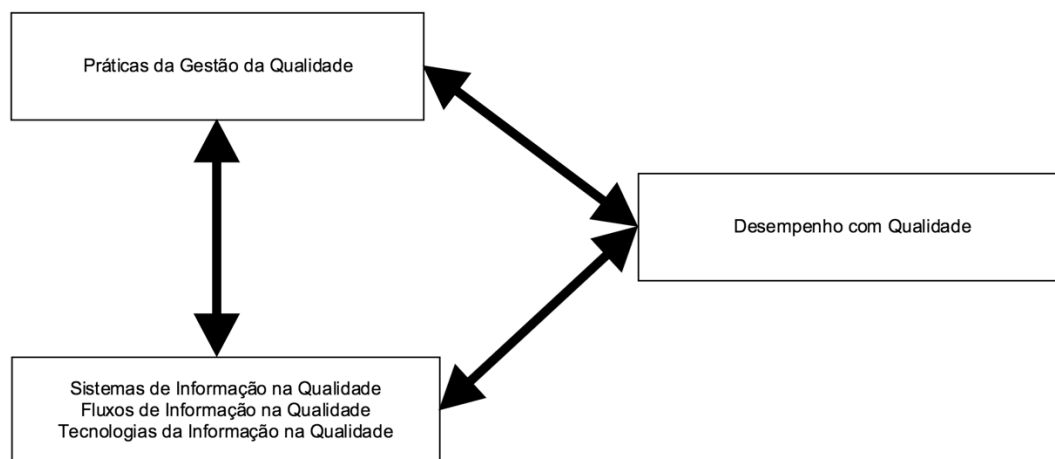 Práticas da Gestão da Qualidade
Desempenho com Qualidade
Sistemas de Informação na Qualidade
Fluxos de Informação na Qualidade
Tecnologias da Informação na Qualidade